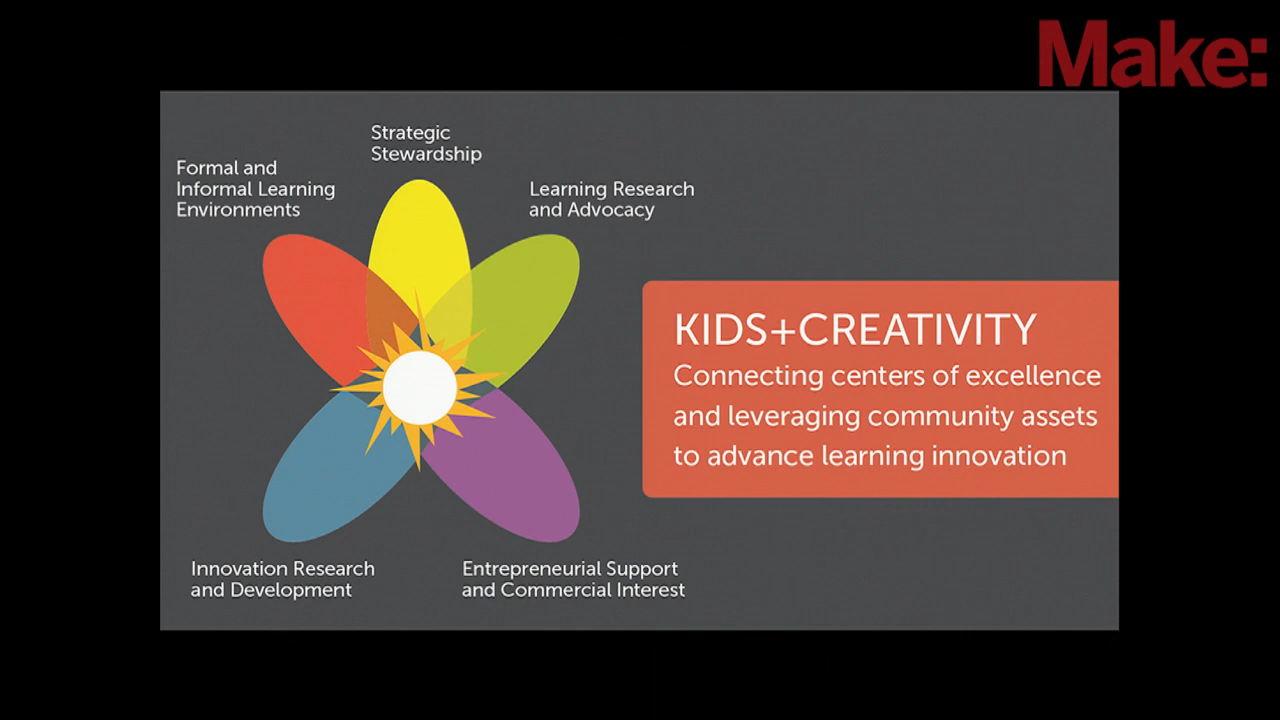 Make:
Strategic
Stewardship
Formal and
Informal Learning
Environments
Learning Research
and Advocacy
KIDS+CREATIVITY
Connecting centers of excellence
and leveraging community assets
to advance learning innovation
Innovation Research
and Development
Entrepreneurial Support
and Commercial Interest